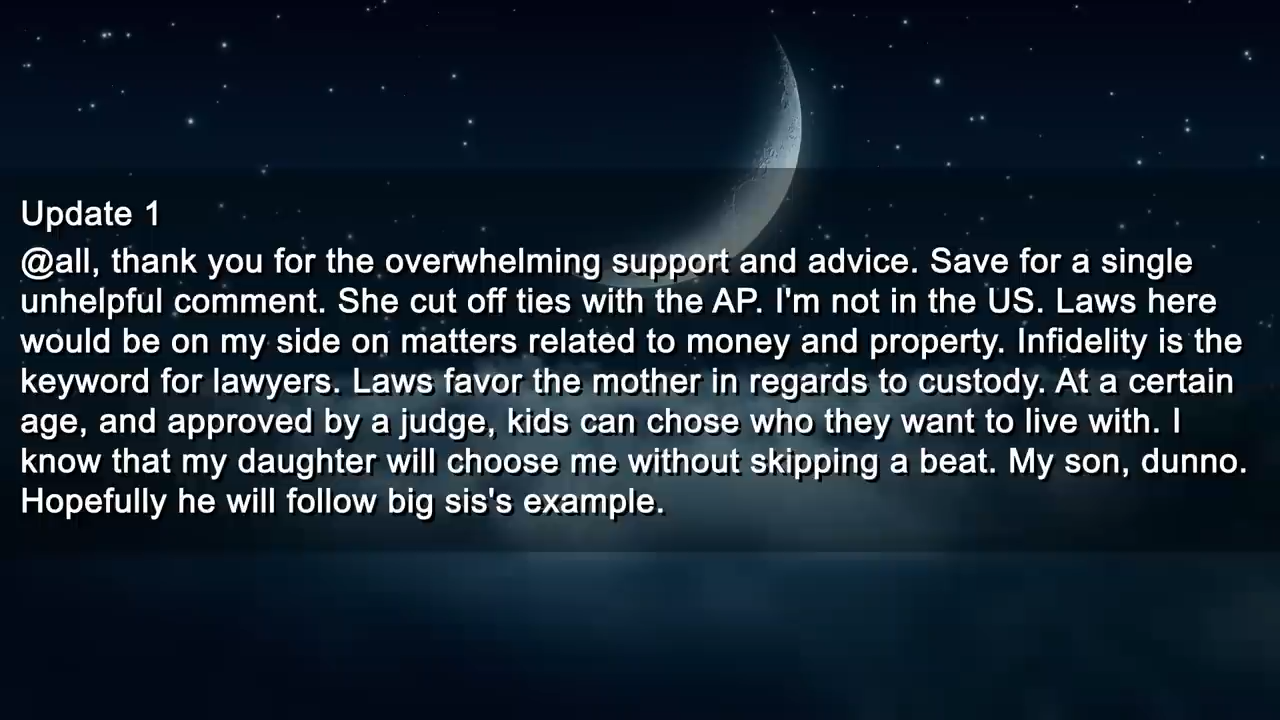 Update 1
@all, thank you for the overwhelming support and advice. Save for a single
unhelpful comment. She cut off ties with the AP. I'm not in the US. Laws here
would be on my side on matters related to money and property. Infidelity is the
keyword for lawyers. Laws favor the mother in regards to custody. At a certain
age, and approved by a judge, kids can chose who they want to live with. I
know that my daughter will choose me without skipping a beat. My son, dunno.
Hopefully he will follow big sis's example.